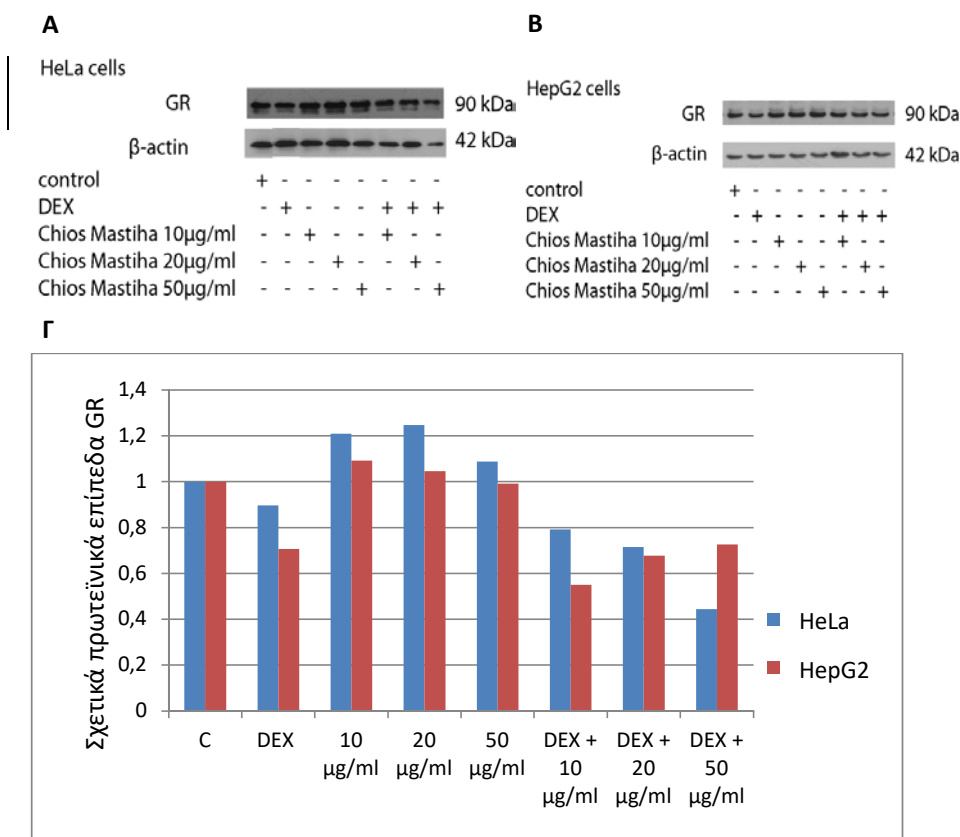 A
HeLa cells
GR 90 kDa
β-actin 42 kDa
control + - - - - - - -
DEX - + - - - + + +
Chios Mastiha 10μg/ml - - + - - + - -
Chios Mastiha 20μg/ml - - - + - - + -
Chios Mastiha 50μg/ml - - - - + - - +
B
HepG2 cells
GR 90 kDa
β-actin 42 kDa
control + - - - - - - -
DEX - + - - - + + +
Chios Mastiha 10μg/ml - - + - - + - -
Chios Mastiha 20μg/ml - - - + - - + -
Chios Mastiha 50μg/ml - - - - + - - +
Γ
Σχετικά πρωτεϊνικά επίπεδα GR
1,4
1,2
1
0,8
0,6
0,4
0,2
0
C
DEX
10
μg/ml
20
μg/ml
50
μg/ml
DEX +
10
μg/ml
DEX +
20
μg/ml
DEX +
50
μg/ml
HeLa
HepG2